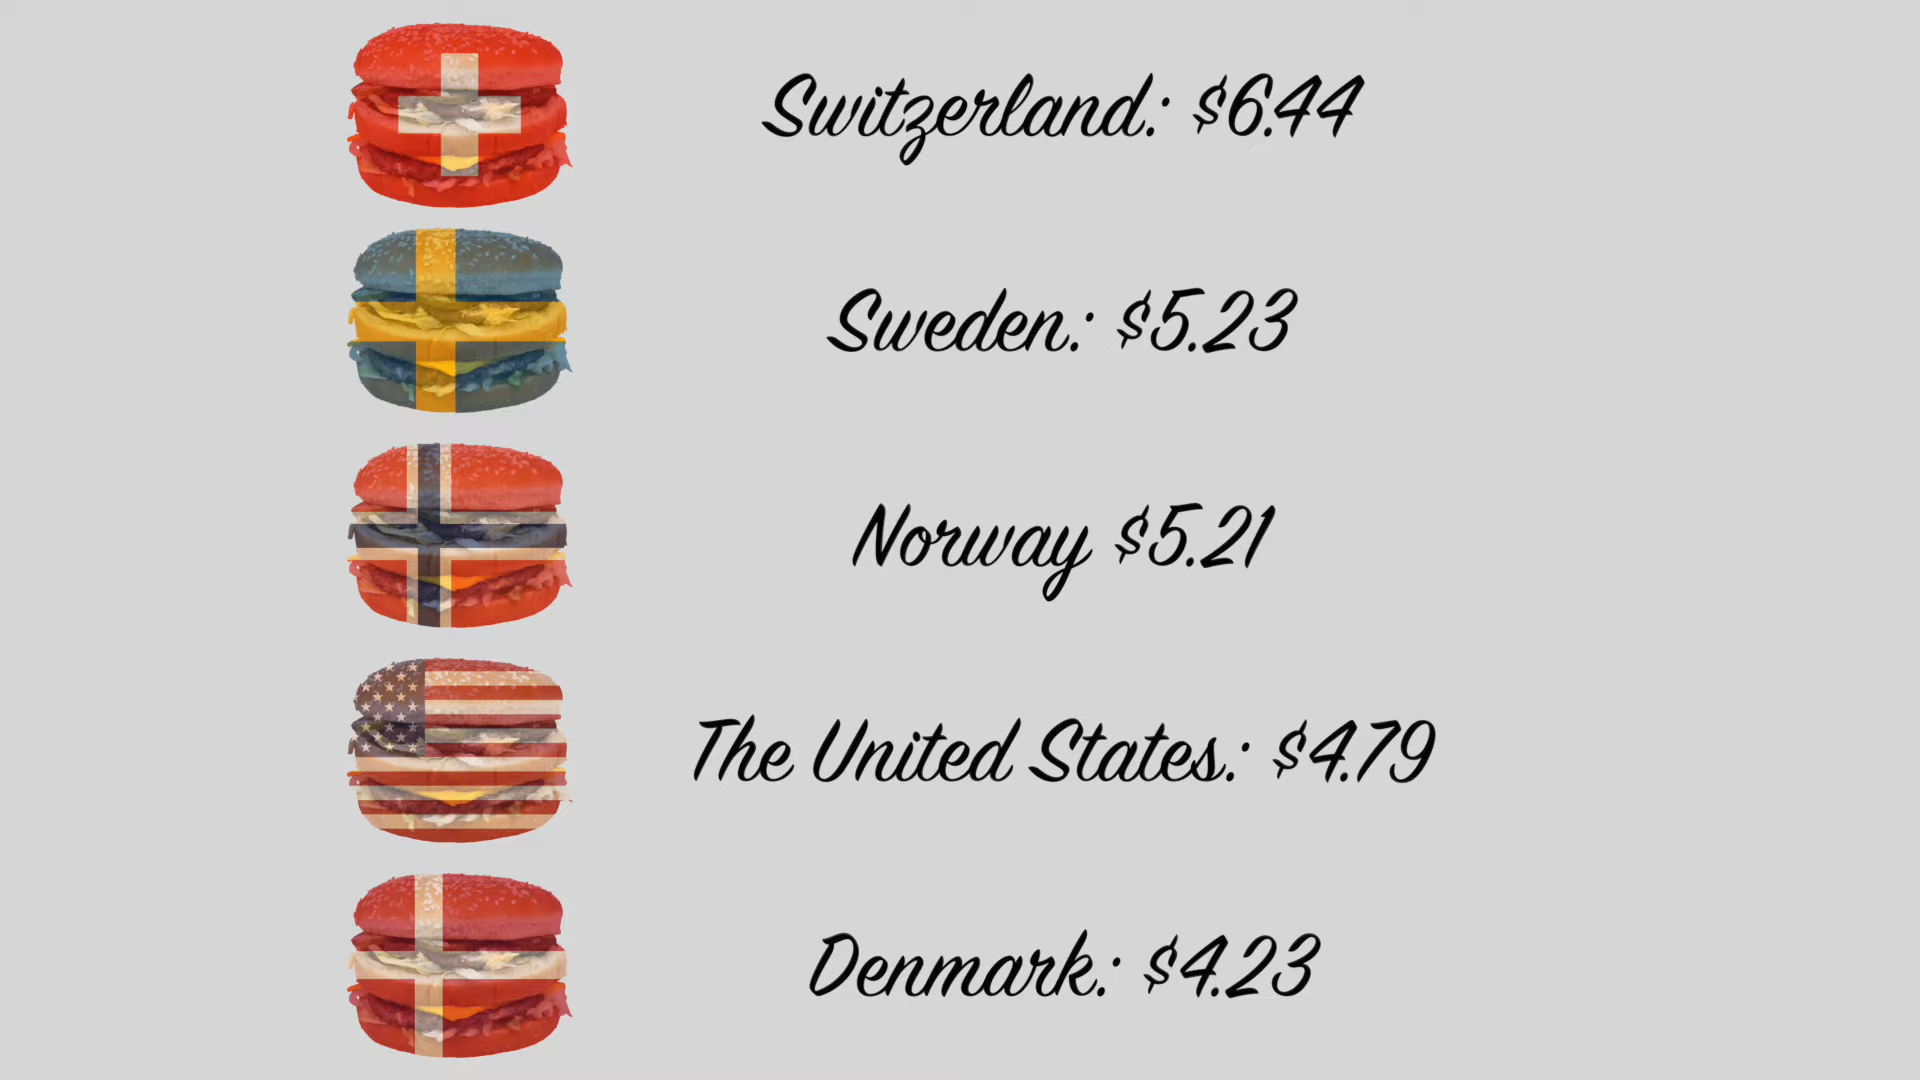 Switzerland: $6.44
Sweden: $5.23
Norway $5.21
The United States: $4.79
Denmark: $4.23